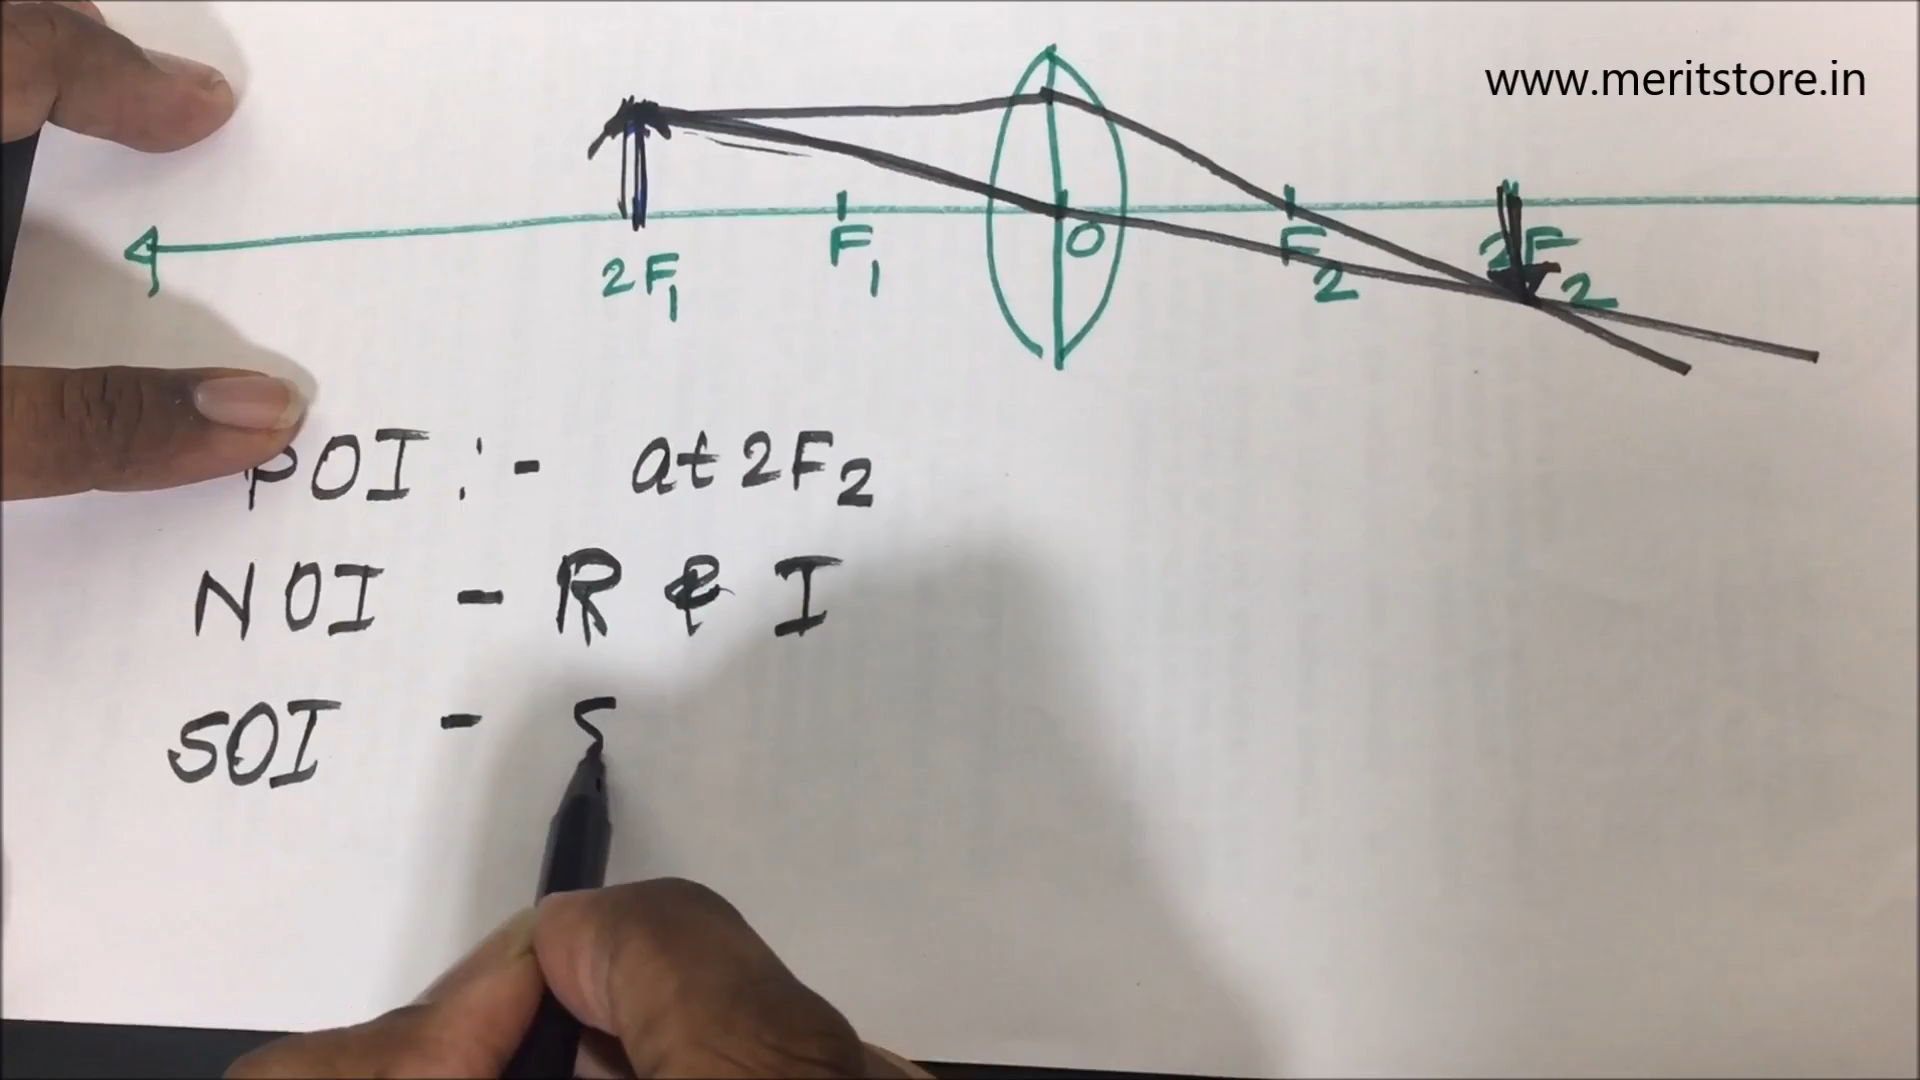 www.meritstore.in
2F1 F1 O F2 2F2
POI :- at 2F2
NOI - R & I
SOI - S